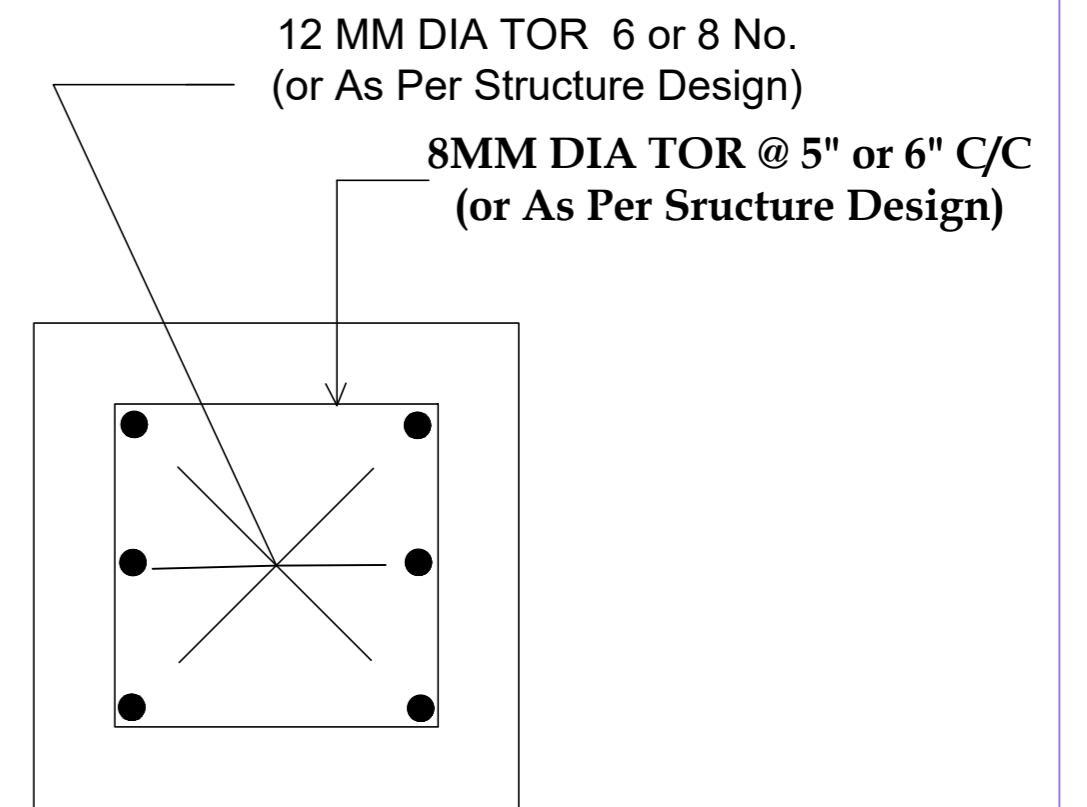 12 MM DIA TOR 6 or 8 No.
(or As Per Structure Design)
8MM DIA TOR @ 5" or 6" C/C
(or As Per Sructure Design)